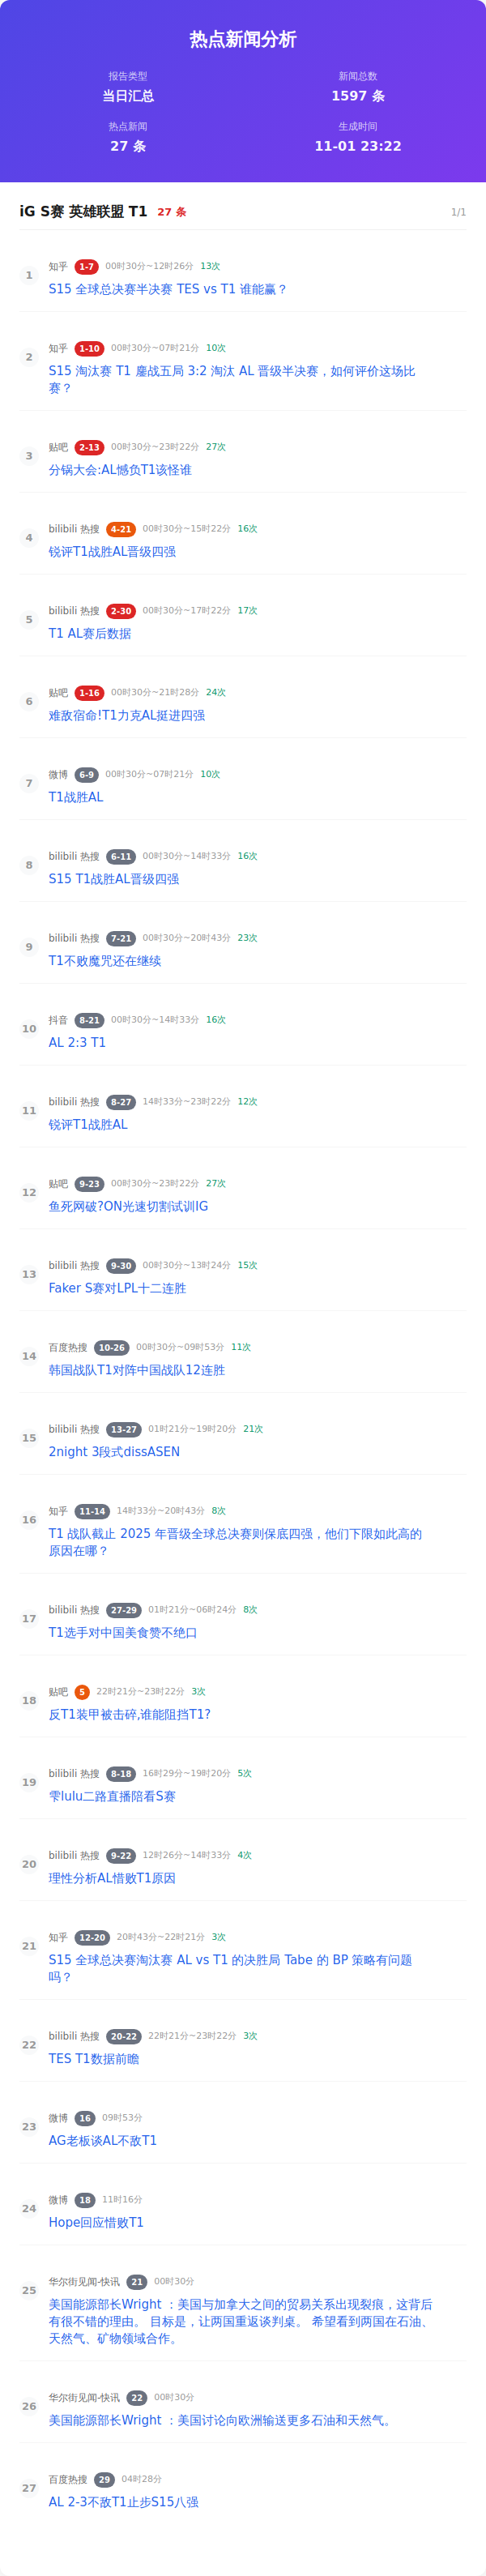 热点新闻分析
报告类型
当日汇总
新闻总数
1597 条
热点新闻
27 条
生成时间
11-01 23:22
iG S赛 英雄联盟 T1 27 条 1/1
1
知乎 1-7 00时30分~12时26分 13次
S15 全球总决赛半决赛 TES vs T1 谁能赢？
2
知乎 1-10 00时30分~07时21分 10次
S15 淘汰赛 T1 鏖战五局 3:2 淘汰 AL 晋级半决赛，如何评价这场比
赛？
3
贴吧 2-13 00时30分~23时22分 27次
分锅大会:AL憾负T1该怪谁
4
bilibili 热搜 4-21 00时30分~15时22分 16次
锐评T1战胜AL晋级四强
5
bilibili 热搜 2-30 00时30分~17时22分 17次
T1 AL赛后数据
6
贴吧 1-16 00时30分~21时28分 24次
难敌宿命!T1力克AL挺进四强
7
微博 6-9 00时30分~07时21分 10次
T1战胜AL
8
bilibili 热搜 6-11 00时30分~14时33分 16次
S15 T1战胜AL晋级四强
9
bilibili 热搜 7-21 00时30分~20时43分 23次
T1不败魔咒还在继续
10
抖音 8-21 00时30分~14时33分 16次
AL 2:3 T1
11
bilibili 热搜 8-27 14时33分~23时22分 12次
锐评T1战胜AL
12
贴吧 9-23 00时30分~23时22分 27次
鱼死网破?ON光速切割试训IG
13
bilibili 热搜 9-30 00时30分~13时24分 15次
Faker S赛对LPL十二连胜
14
百度热搜 10-26 00时30分~09时53分 11次
韩国战队T1对阵中国战队12连胜
15
bilibili 热搜 13-27 01时21分~19时20分 21次
2night 3段式dissASEN
16
知乎 11-14 14时33分~20时43分 8次
T1 战队截止 2025 年晋级全球总决赛则保底四强，他们下限如此高的
原因在哪？
17
bilibili 热搜 27-29 01时21分~06时24分 8次
T1选手对中国美食赞不绝口
18
贴吧 5 22时21分~23时22分 3次
反T1装甲被击碎,谁能阻挡T1?
19
bilibili 热搜 8-18 16时29分~19时20分 5次
雫lulu二路直播陪看S赛
20
bilibili 热搜 9-22 12时26分~14时33分 4次
理性分析AL惜败T1原因
21
知乎 12-20 20时43分~22时21分 3次
S15 全球总决赛淘汰赛 AL vs T1 的决胜局 Tabe 的 BP 策略有问题
吗？
22
bilibili 热搜 20-22 22时21分~23时22分 3次
TES T1数据前瞻
23
微博 16 09时53分
AG老板谈AL不敌T1
24
微博 18 11时16分
Hope回应惜败T1
25
华尔街见闻-快讯 21 00时30分
美国能源部长Wright ：美国与加拿大之间的贸易关系出现裂痕，这背后
有很不错的理由。 目标是，让两国重返谈判桌。 希望看到两国在石油、
天然气、矿物领域合作。
26
华尔街见闻-快讯 22 00时30分
美国能源部长Wright ：美国讨论向欧洲输送更多石油和天然气。
27
百度热搜 29 04时28分
AL 2-3不敌T1止步S15八强